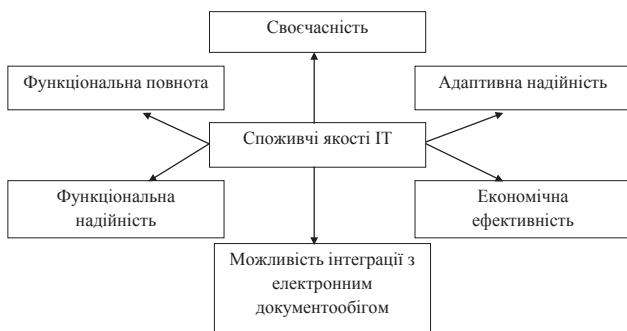 Своєчасність
Функціональна повнота
Адаптивна надійність
Споживчі якості ІТ
Функціональна
надійність
Економічна
ефективність
Можливість інтеграції з
електронним
документообігом